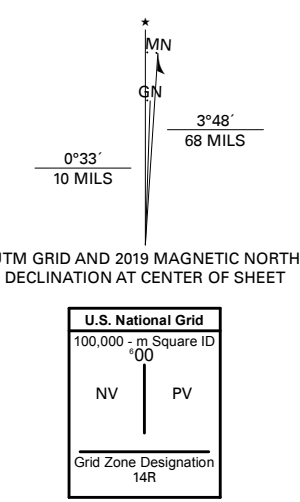 ★
MN
GN
3°48´
68 MILS
0°33´
10 MILS
UTM GRID AND 2019 MAGNETIC NORTH
DECLINATION AT CENTER OF SHEET
U.S. National Grid
100,000 - m Square ID
⁶00
NV PV
Grid Zone Designation
14R